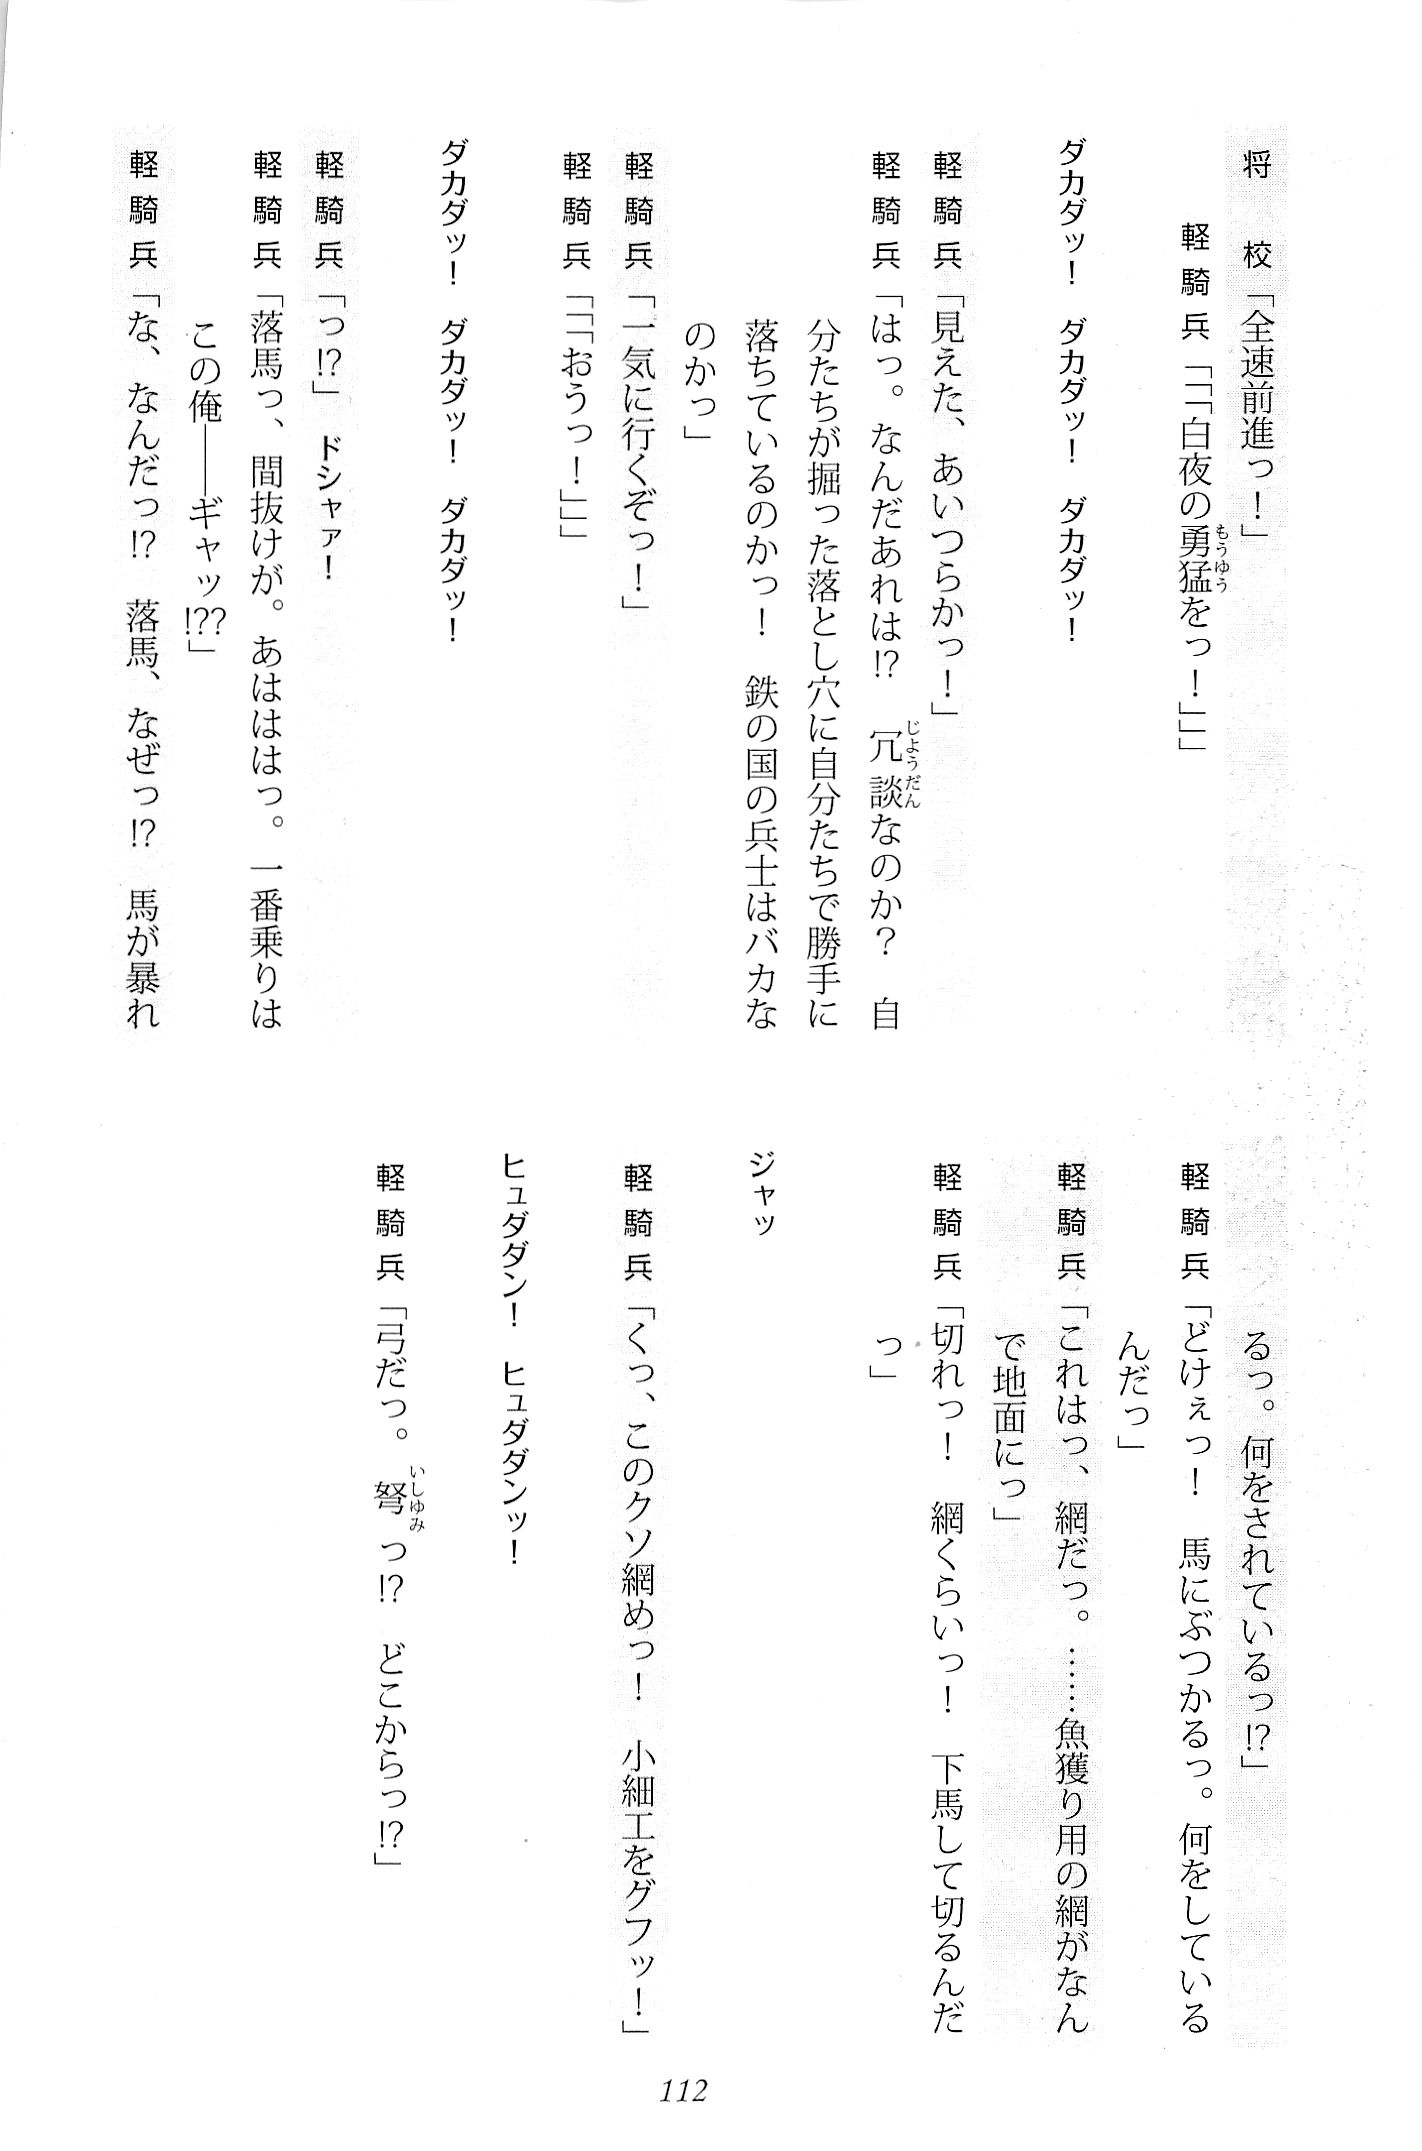 将校「全速前進っ！」
軽騎兵「「「白夜の勇猛をっ！」」」
もうゆう
ダカダッ！　ダカダッ！　ダカダッ！
軽騎兵「見えた、あいつらかっ！」
軽騎兵「はっ。なんだあれは!?　冗談なのか？　自
じょうだん
分たちが掘った落とし穴に自分たちで勝手に
落ちているのかっ！　鉄の国の兵士はバカな
のかっ」
軽騎兵「一気に行くぞっ！」
軽騎兵「「「おうっ！」」」
ダカダッ！　ダカダッ！　ダカダッ！
軽騎兵「っ!?」　ドシャァ！
軽騎兵「落馬っ、間抜けが。あはははっ。一番乗りは
この俺――ギャッ!??」
軽騎兵「な、なんだっ!?　落馬、なぜっ!?　馬が暴れ
るっ。何をされているっ!?」
軽騎兵「どけぇっ！　馬にぶつかるっ。何をしている
んだっ」
軽騎兵「これはっ、網だっ。……魚獲り用の網がなん
で地面にっ」
軽騎兵「切れっ！　網くらいっ！　下馬して切るんだ
っ」
ジャッ
軽騎兵「くっ、このクソ網めっ！　小細工をグフッ！」
ヒュダダン！　ヒュダダンッ！
軽騎兵「弓だっ。弩っ!?　どこからっ!?」
いしゆみ
112